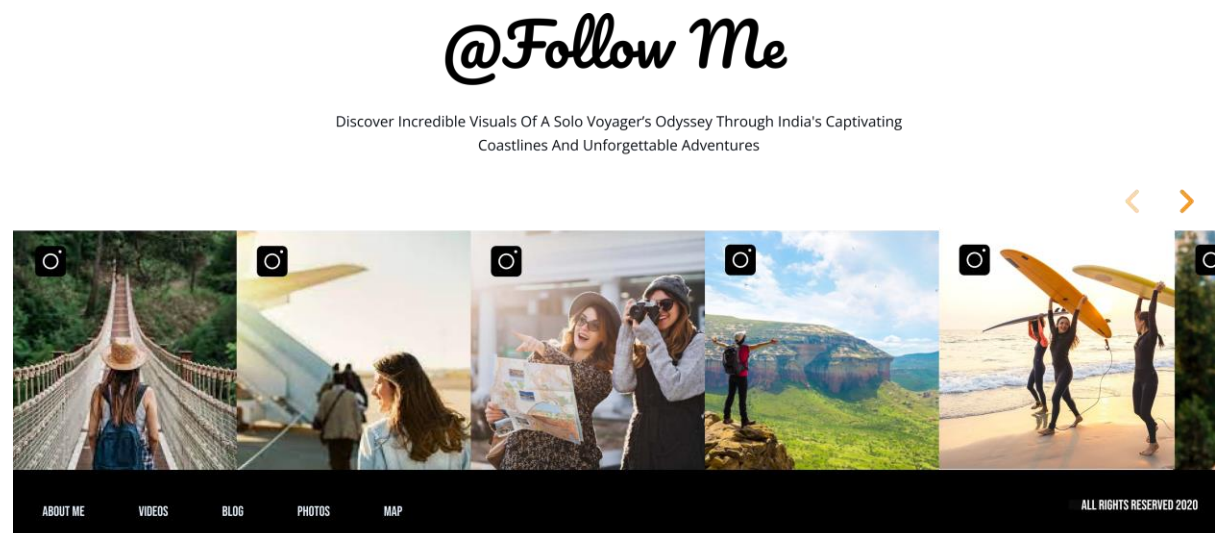 @Follow Me
Discover Incredible Visuals Of A Solo Voyager’s Odyssey Through India's Captivating
Coastlines And Unforgettable Adventures
ABOUT ME VIDEOS BLOG PHOTOS MAP ALL RIGHTS RESERVED 2020